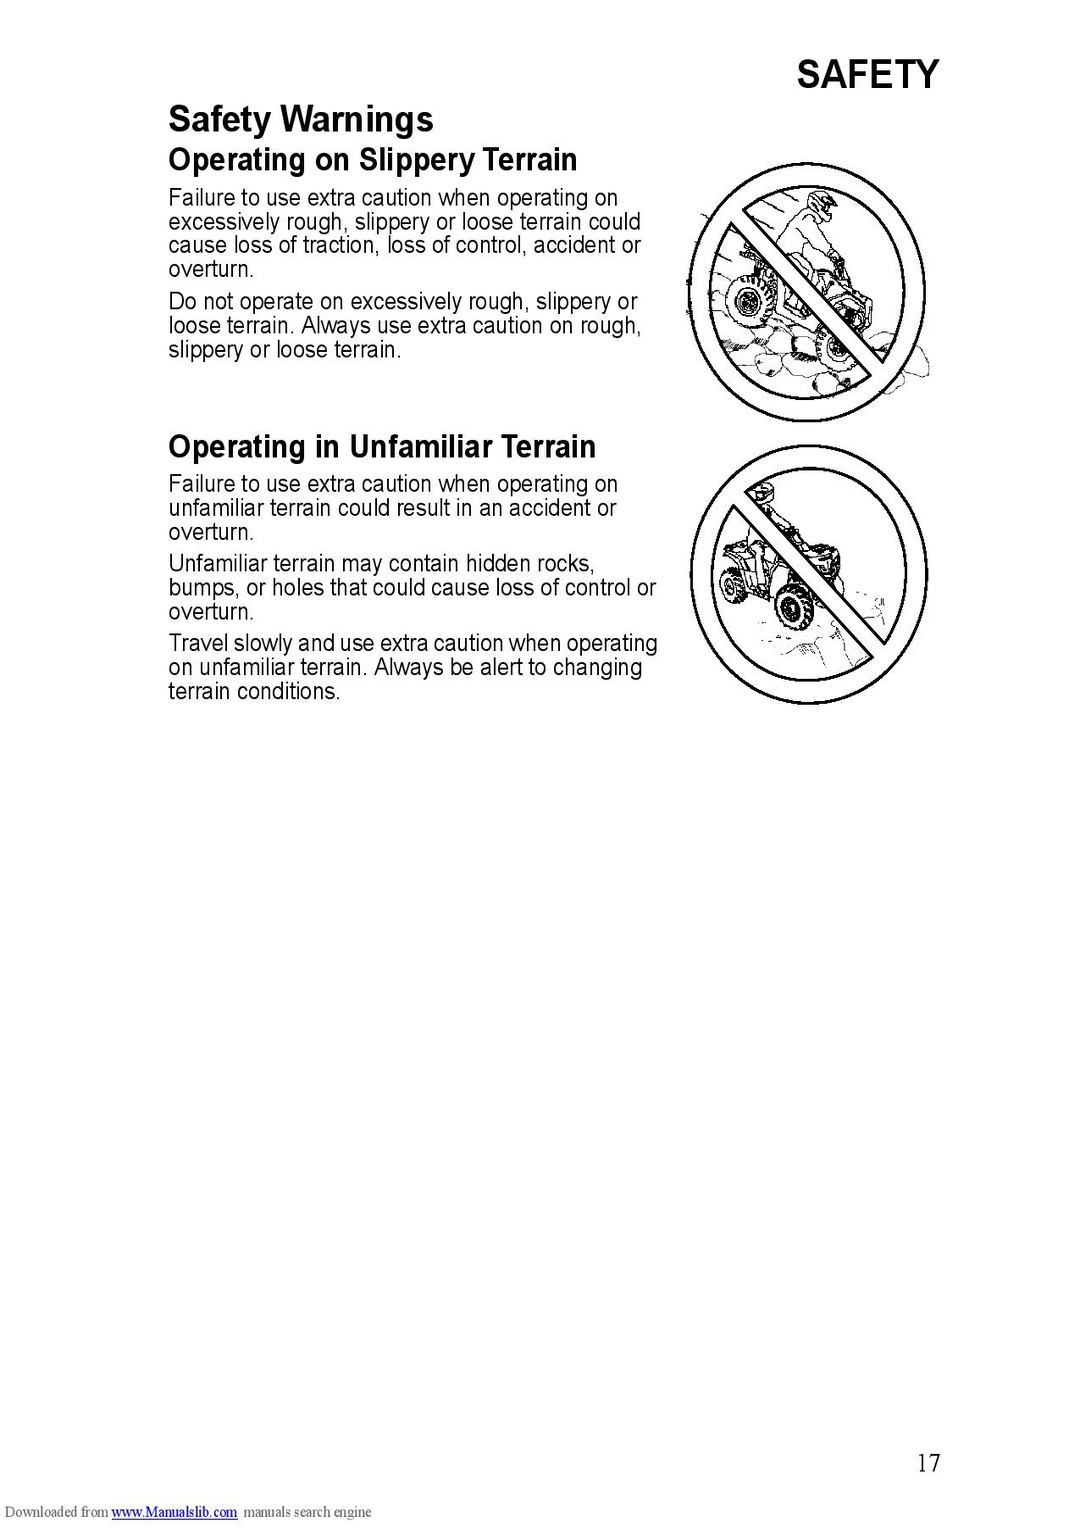 SAFETY
Safety Warnings
Operating on Slippery Terrain
Failure to use extra caution when operating on
excessively rough, slippery or loose terrain could
cause loss of traction, loss of control, accident or
overturn.
Do not operate on excessively rough, slippery or
loose terrain. Always use extra caution on rough,
slippery or loose terrain.
Operating in Unfamiliar Terrain
Failure to use extra caution when operating on
unfamiliar terrain could result in an accident or
overturn.
Unfamiliar terrain may contain hidden rocks,
bumps, or holes that could cause loss of control or
overturn.
Travel slowly and use extra caution when operating
on unfamiliar terrain. Always be alert to changing
terrain conditions.
17
Downloaded from www.Manualslib.com manuals search engine